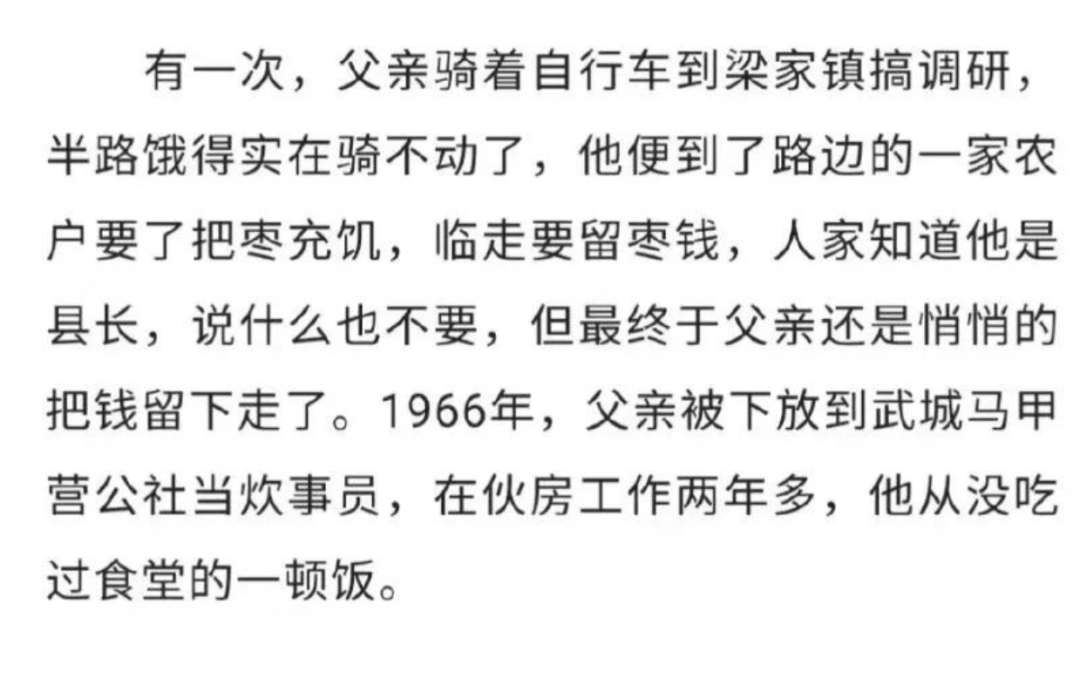 有一次，父亲骑着自行车到梁家镇搞调研，
半路饿得实在骑不动了，他便到了路边的一家农
户要了把枣充饥，临走要留枣钱，人家知道他是
县长，说什么也不要，但最终于父亲还是悄悄的
把钱留下走了。1966年，父亲被下放到武城马甲
营公社当炊事员，在伙房工作两年多，他从没吃
过食堂的一顿饭。